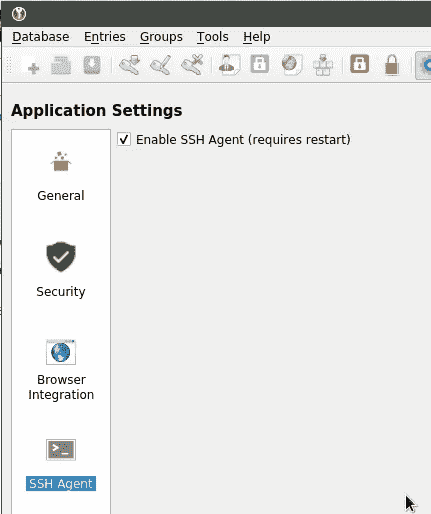 Database Entries Groups Tools Help
Application Settings
Enable SSH Agent (requires restart)
General
Security
Browser
Integration
SSH Agent